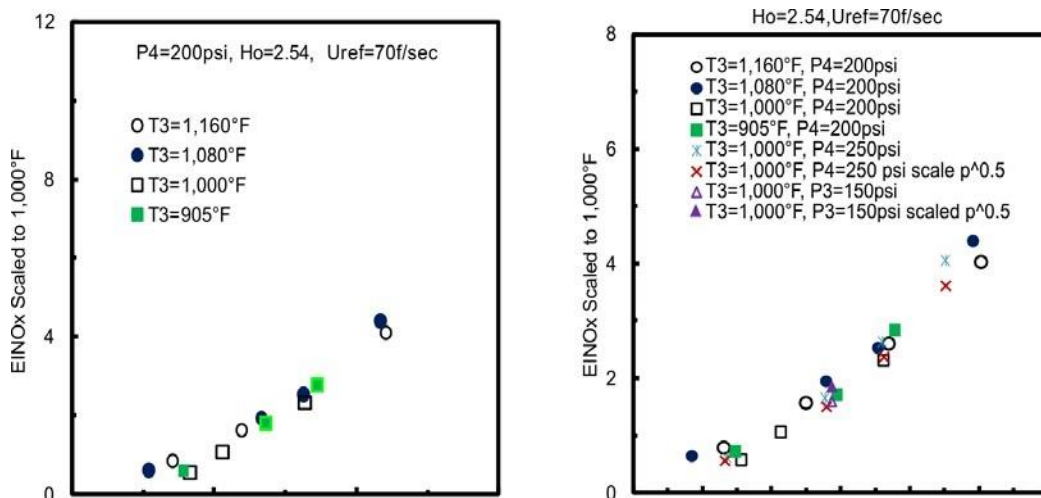 12
P4=200psi, Ho=2.54, Uref=70f/sec
T3=1,160°F
T3=1,080°F
T3=1,000°F
T3=905°F
8
4
0
EINOx Scaled to 1,000°F
Ho=2.54,Uref=70f/sec
8
T3=1,160°F, P4=200psi
T3=1,080°F, P4=200psi
T3=1,000°F, P4=200psi
T3=905°F, P4=200psi
T3=1,000°F, P4=250psi
T3=1,000°F, P4=250 psi scale p^0.5
T3=1,000°F, P3=150psi
T3=1,000°F, P3=150psi scaled p^0.5
6
4
2
0
EINOx Scaled to 1,000°F